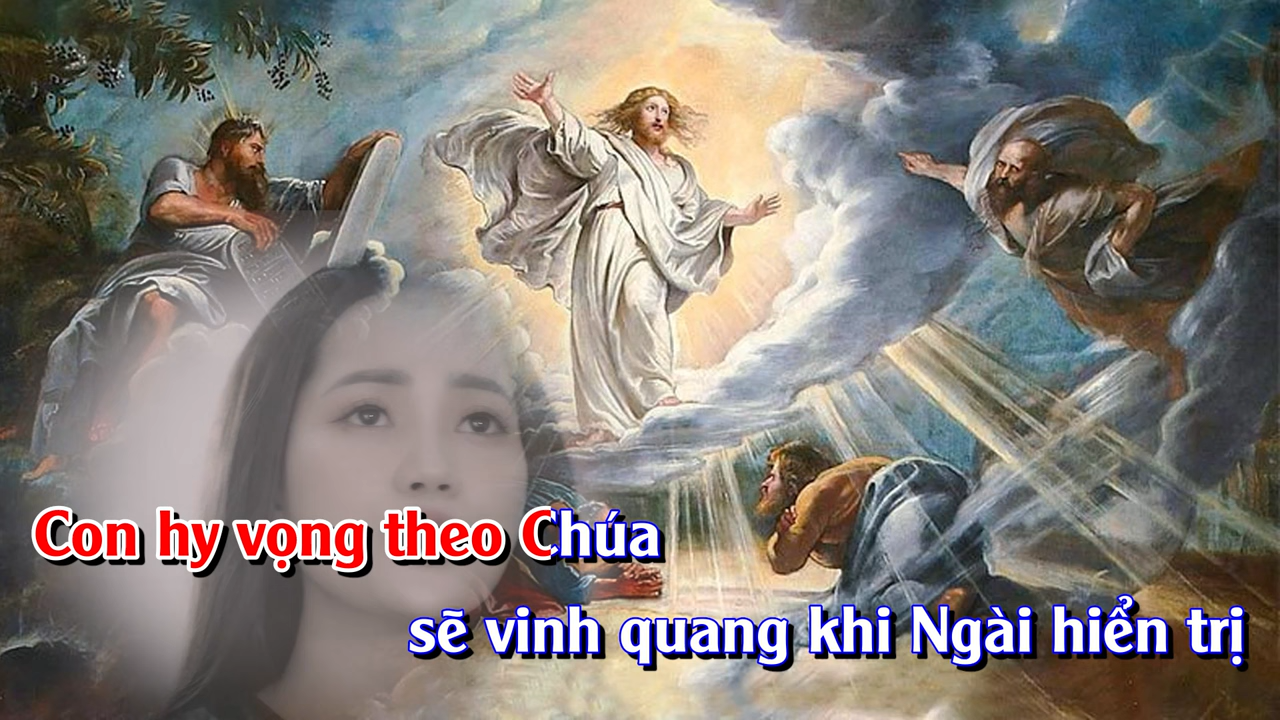 Con hy vọng theo Chúa
sẽ vinh quang khi Ngài hiển trị